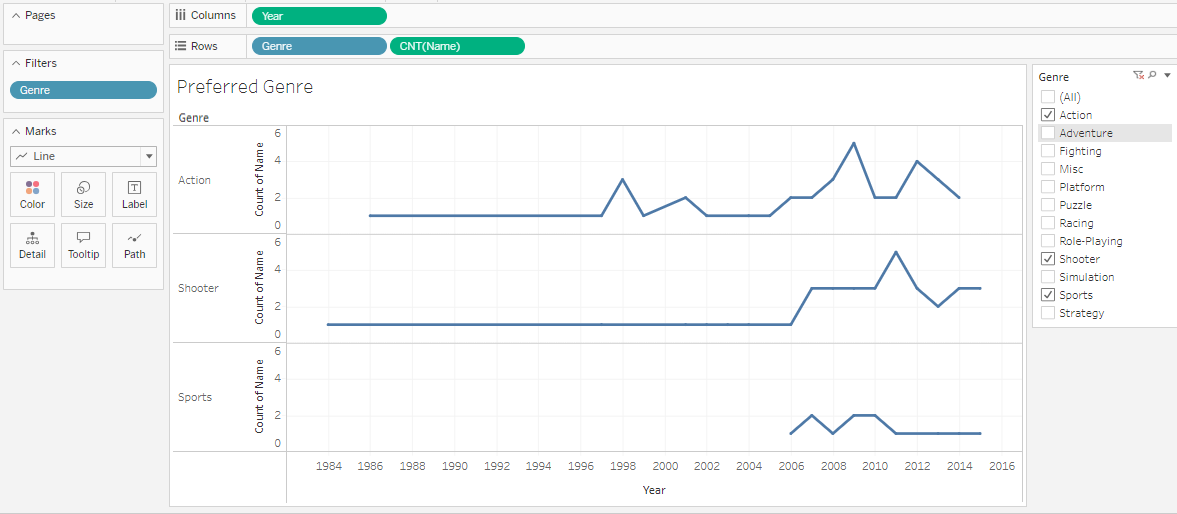 Pages
Columns
Year
Rows
Genre
CNT(Name)
Filters
Genre
Marks
Line
Color
Size
Label
Detail
Tooltip
Path
Preferred Genre
Genre
Action
Count of Name
6
4
2
0
Shooter
Count of Name
6
4
2
0
Sports
Count of Name
6
4
2
0
1984 1986 1988 1990 1992 1994 1996 1998 2000 2002 2004 2006 2008 2010 2012 2014 2016
Year
Genre
(All)
Action
Adventure
Fighting
Misc
Platform
Puzzle
Racing
Role-Playing
Shooter
Simulation
Sports
Strategy